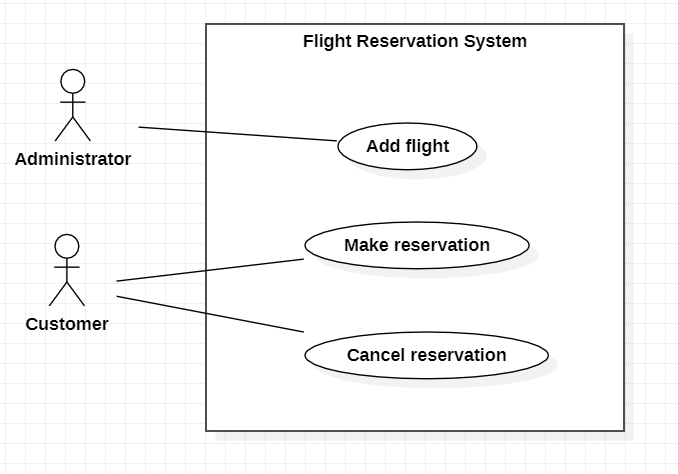 Flight Reservation System
Administrator
Add flight
Make reservation
Customer
Cancel reservation